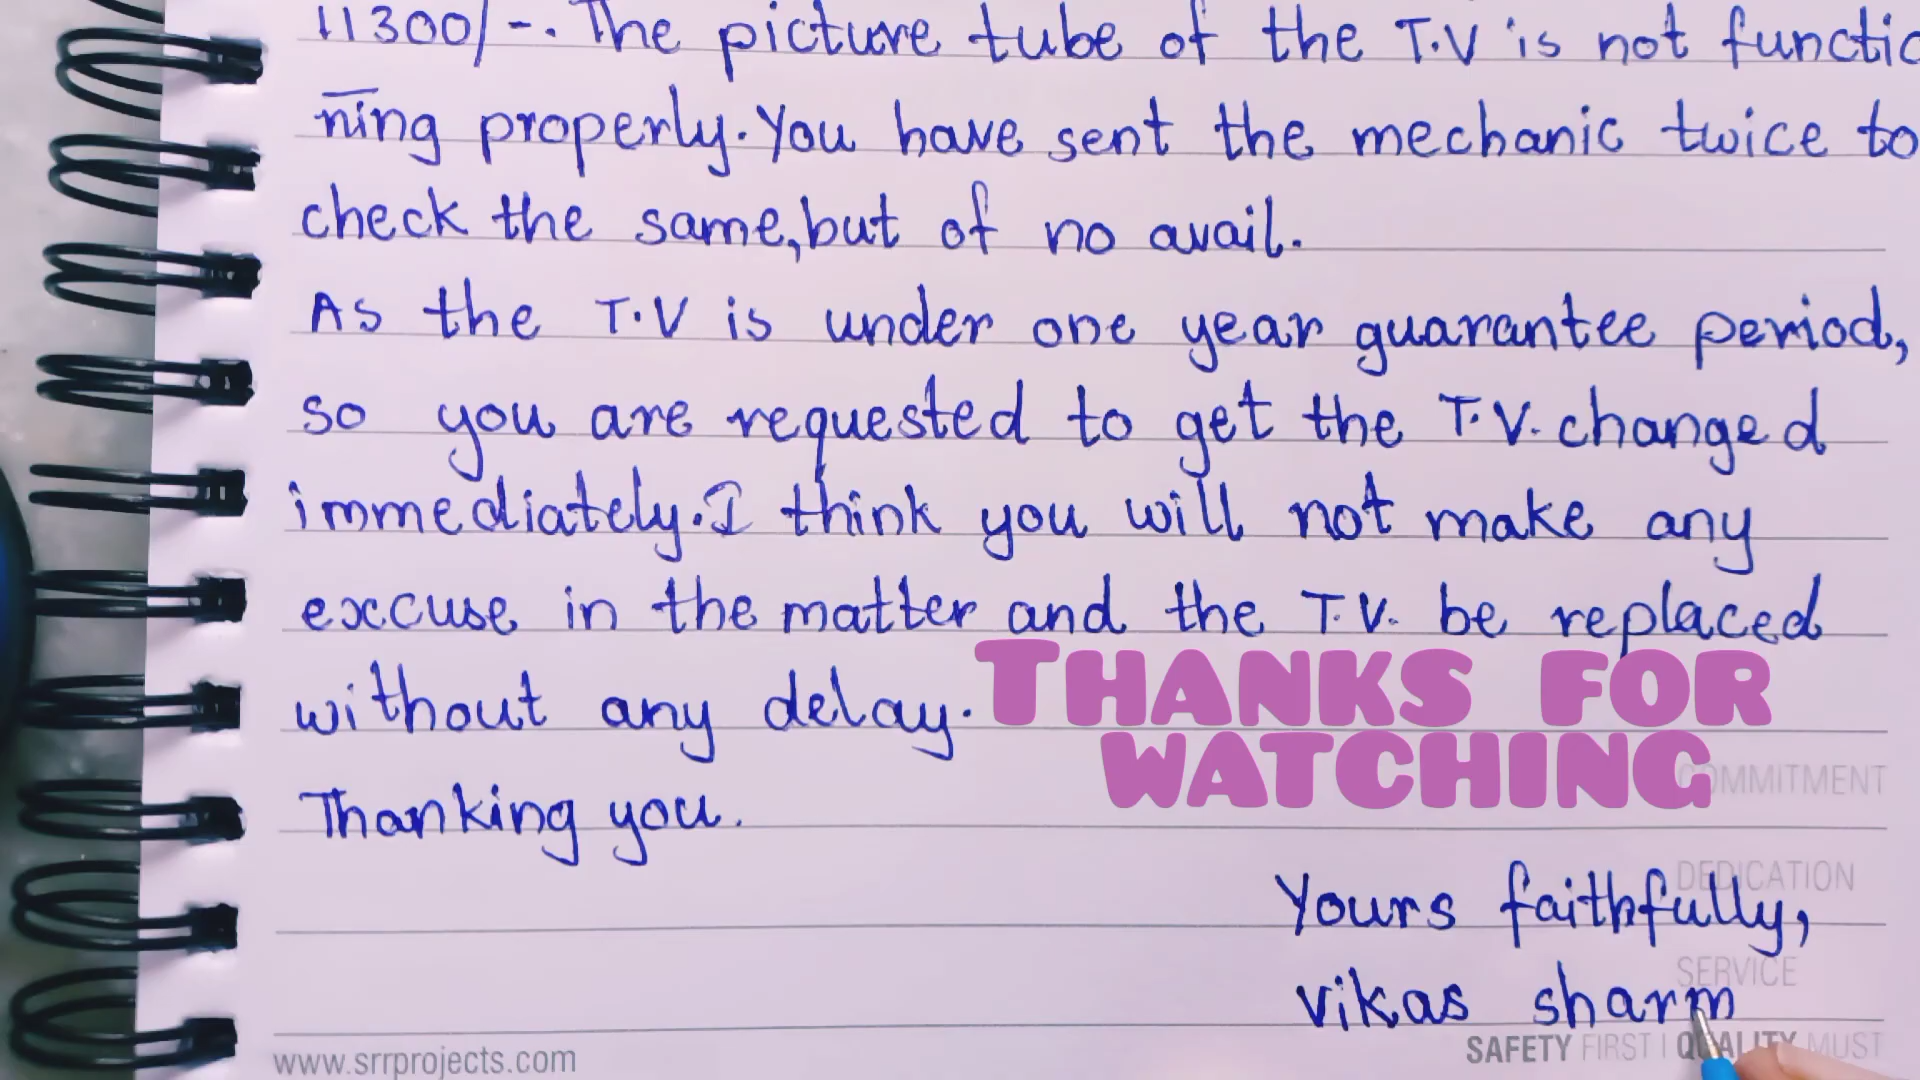 11300/-. The picture tube of the T.V is not functio
ning properly. You have sent the mechanic twice to
check the same, but of no avail.
As the T.V is under one year guarantee period,
so you are requested to get the T.V. changed
immediately. I think you will not make any
excuse in the matter and the T.V. be replaced
without any delay.
THANKS FOR
WATCHING
COMMITMENT
Thanking you.
DEDICATION
Yours faithfully,
SERVICE
vikas sharm
www.srrprojects.com
SAFETY FIRST | QUALITY MUST